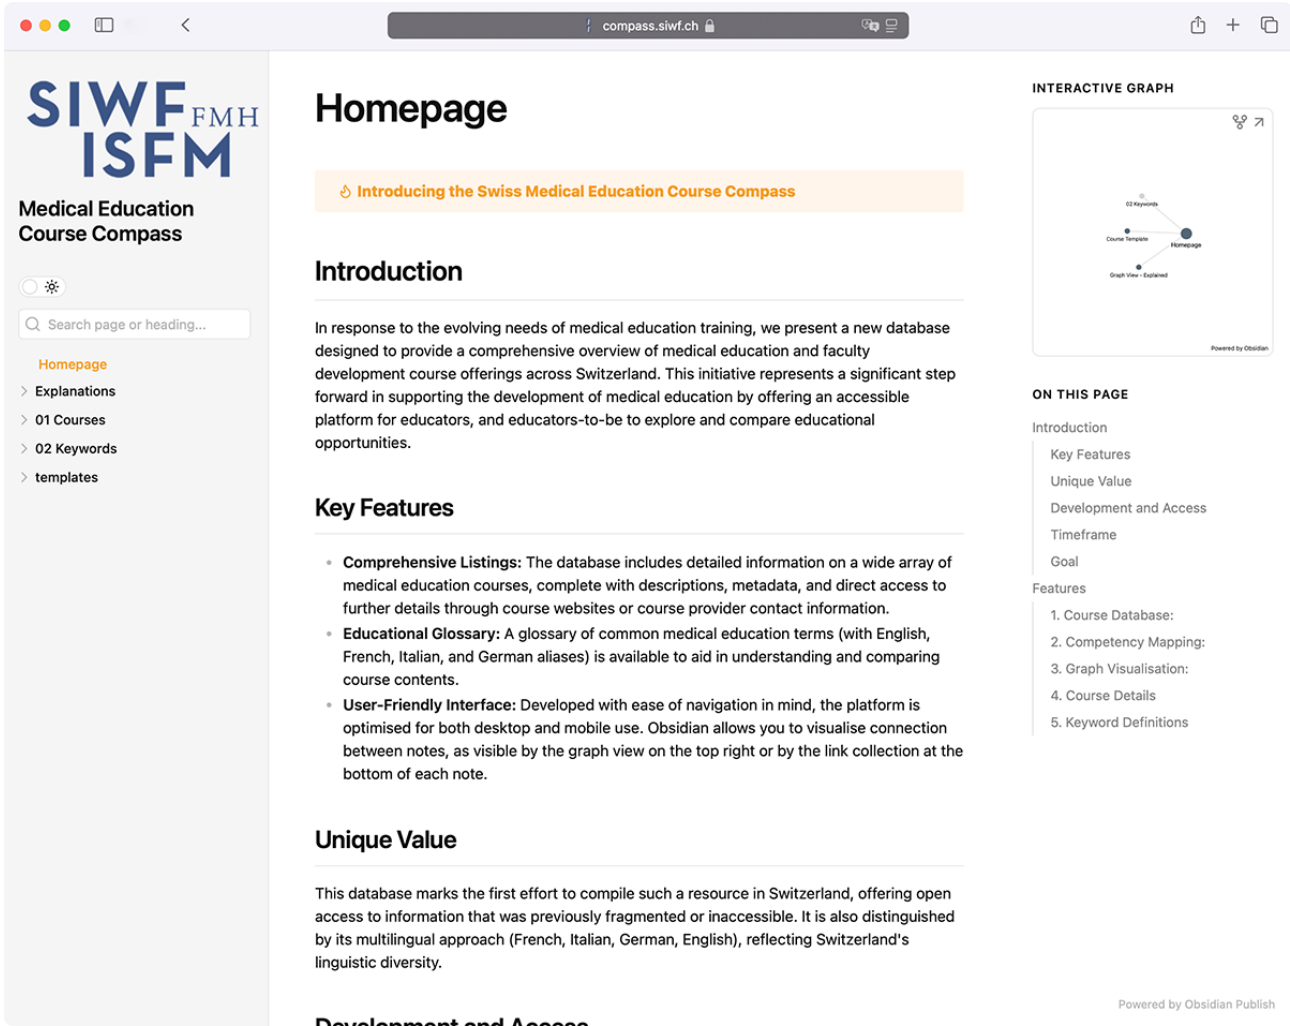 compass.siwf.ch
SIWF FMH
ISFM
Medical Education
Course Compass
Search page or heading...
Homepage
Explanations
01 Courses
02 Keywords
templates
Homepage
Introducing the Swiss Medical Education Course Compass
Introduction
In response to the evolving needs of medical education training, we present a new database
designed to provide a comprehensive overview of medical education and faculty
development course offerings across Switzerland. This initiative represents a significant step
forward in supporting the development of medical education by offering an accessible
platform for educators, and educators-to-be to explore and compare educational
opportunities.
Key Features
• Comprehensive Listings: The database includes detailed information on a wide array of
medical education courses, complete with descriptions, metadata, and direct access to
further details through course websites or course provider contact information.
• Educational Glossary: A glossary of common medical education terms (with English,
French, Italian, and German aliases) is available to aid in understanding and comparing
course contents.
• User-Friendly Interface: Developed with ease of navigation in mind, the platform is
optimised for both desktop and mobile use. Obsidian allows you to visualise connection
between notes, as visible by the graph view on the top right or by the link collection at the
bottom of each note.
Unique Value
This database marks the first effort to compile such a resource in Switzerland, offering open
access to information that was previously fragmented or inaccessible. It is also distinguished
by its multilingual approach (French, Italian, German, English), reflecting Switzerland's
linguistic diversity.
Development and Access
INTERACTIVE GRAPH
02 Keywords
Course Template
Homepage
Graph View - Explained
Powered by Obsidian
ON THIS PAGE
Introduction
Key Features
Unique Value
Development and Access
Timeframe
Goal
Features
1. Course Database:
2. Competency Mapping:
3. Graph Visualisation:
4. Course Details
5. Keyword Definitions
Powered by Obsidian Publish